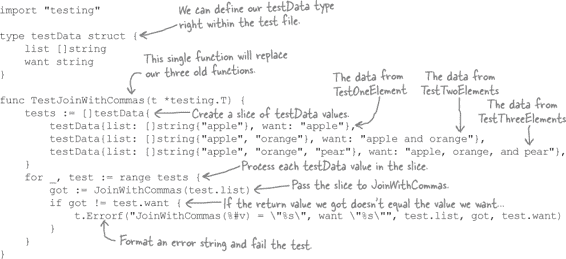 import "testing"
We can define our testData type
right within the test file.
type testData struct {
    list []string
    want string
}
This single function will replace
our three old functions.
The data from
TestOneElement
The data from
TestTwoElements
The data from
TestThreeElements
func TestJoinWithCommas(t *testing.T) {
    tests := []testData{ Create a slice of testData values.
        testData{list: []string{"apple"}, want: "apple"},
        testData{list: []string{"apple", "orange"}, want: "apple and orange"},
        testData{list: []string{"apple", "orange", "pear"}, want: "apple, orange, and pear"},
    }
Process each testData value in the slice.
    for _, test := range tests {
        got := JoinWithCommas(test.list) Pass the slice to JoinWithCommas.
        if got != test.want { If the return value we got doesn't equal the value we want...
            t.Errorf("JoinWithCommas(%#v) = \"%s\", want \"%s\"", test.list, got, test.want)
        }
Format an error string and fail the test.
    }
}